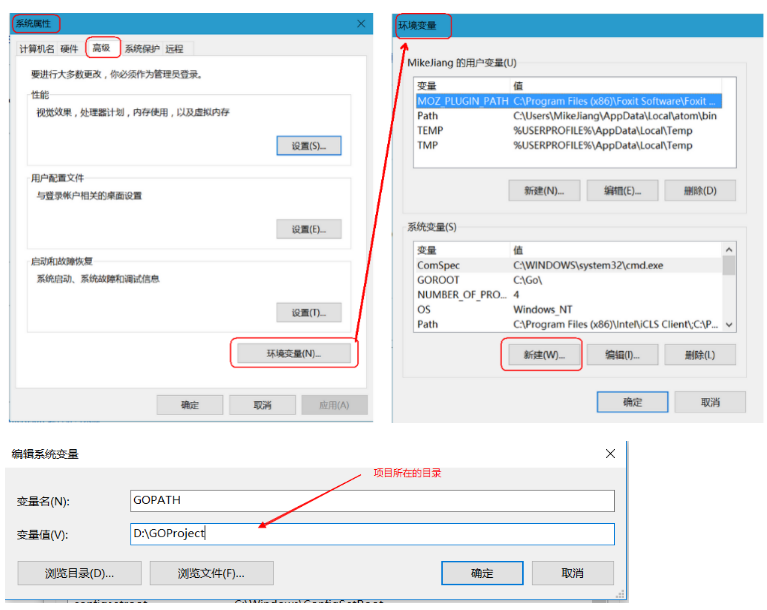 系统属性
计算机名 硬件 高级 系统保护 远程
要进行大多数更改，你必须作为管理员登录。
性能
视觉效果，处理器计划，内存使用，以及虚拟内存
设置(S)...
用户配置文件
与登录帐户相关的桌面设置
设置(E)...
启动和故障恢复
系统启动、系统故障和调试信息
设置(T)...
环境变量(N)...
确定 取消 应用(A)
环境变量
MikeJiang 的用户变量(U)
变量 值
MOZ_PLUGIN_PATH C:\Program Files (x86)\Foxit Software\Foxit ...
Path C:\Users\MikeJiang\AppData\Local\atom\bin
TEMP %USERPROFILE%\AppData\Local\Temp
TMP %USERPROFILE%\AppData\Local\Temp
新建(N)... 编辑(E)... 删除(D)
系统变量(S)
变量 值
ComSpec C:\WINDOWS\system32\cmd.exe
GOROOT C:\Go\
NUMBER_OF_PRO... 4
OS Windows_NT
Path C:\Program Files (x86)\Intel\iCLS Client\;C:\P...
新建(W)... 编辑(I)... 删除(L)
确定 取消
编辑系统变量
项目所在的目录
变量名(N): GOPATH
变量值(V): D:\GOProject
浏览目录(D)... 浏览文件(F)... 确定 取消